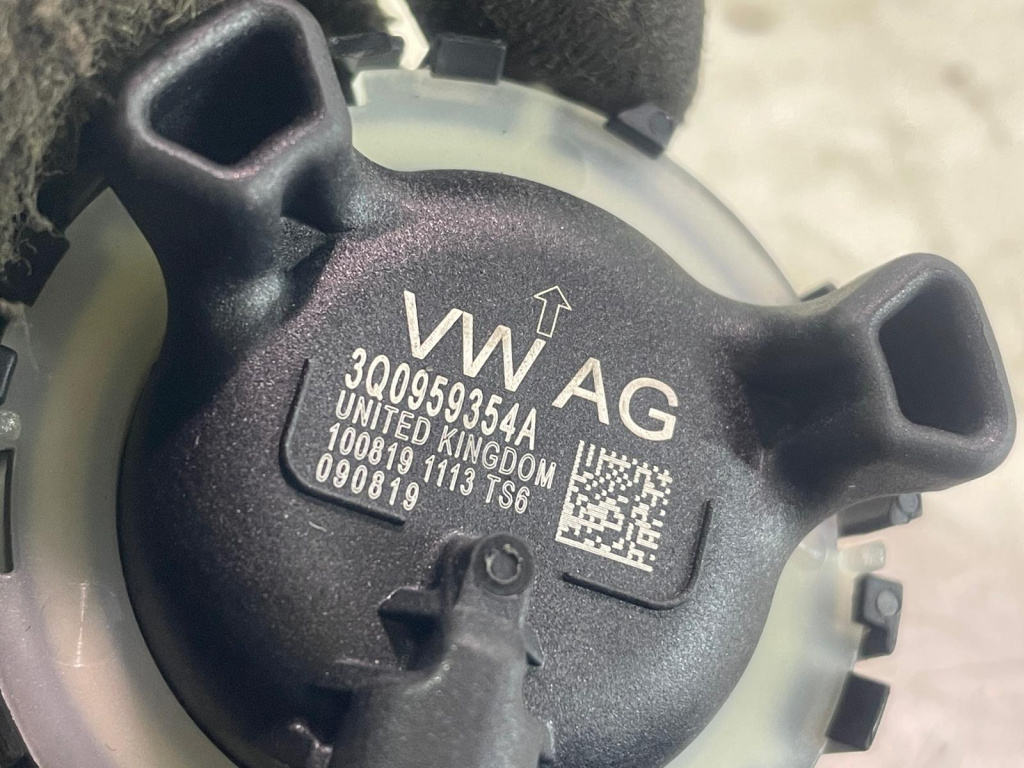 VW AG
3Q0959354A
UNITED KINGDOM
100819 1113 TS6
090819